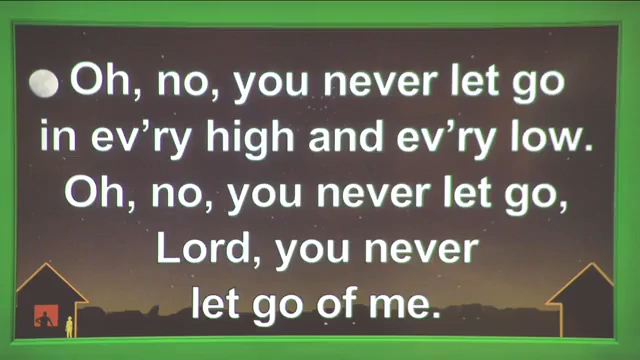 Oh, no, you never let go
in ev’ry high and ev’ry low.
Oh, no, you never let go,
Lord, you never
let go of me.